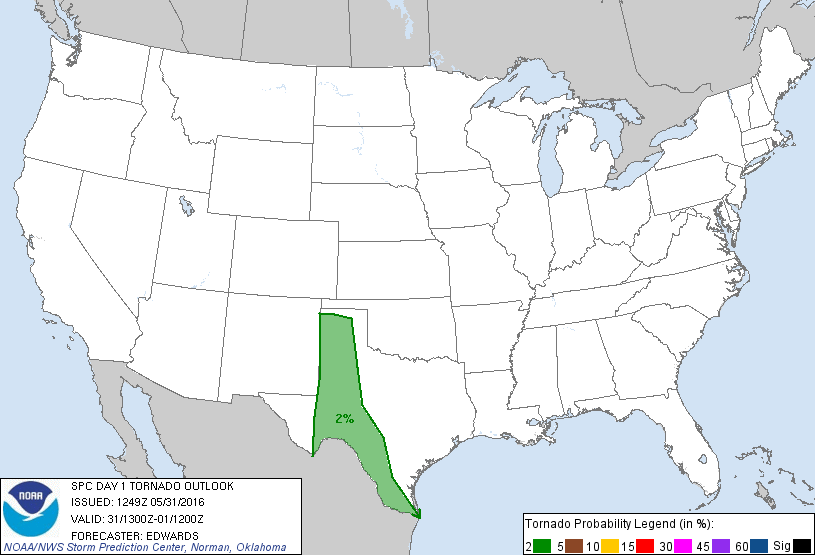 2%
NOAA
SPC DAY 1 TORNADO OUTLOOK
ISSUED: 1249Z 05/31/2016
VALID: 31/1300Z-01/1200Z
FORECASTER: EDWARDS
NOAA/NWS Storm Prediction Center, Norman, Oklahoma
Tornado Probability Legend (in %):
2 5 10 15 30 45 60 Sig